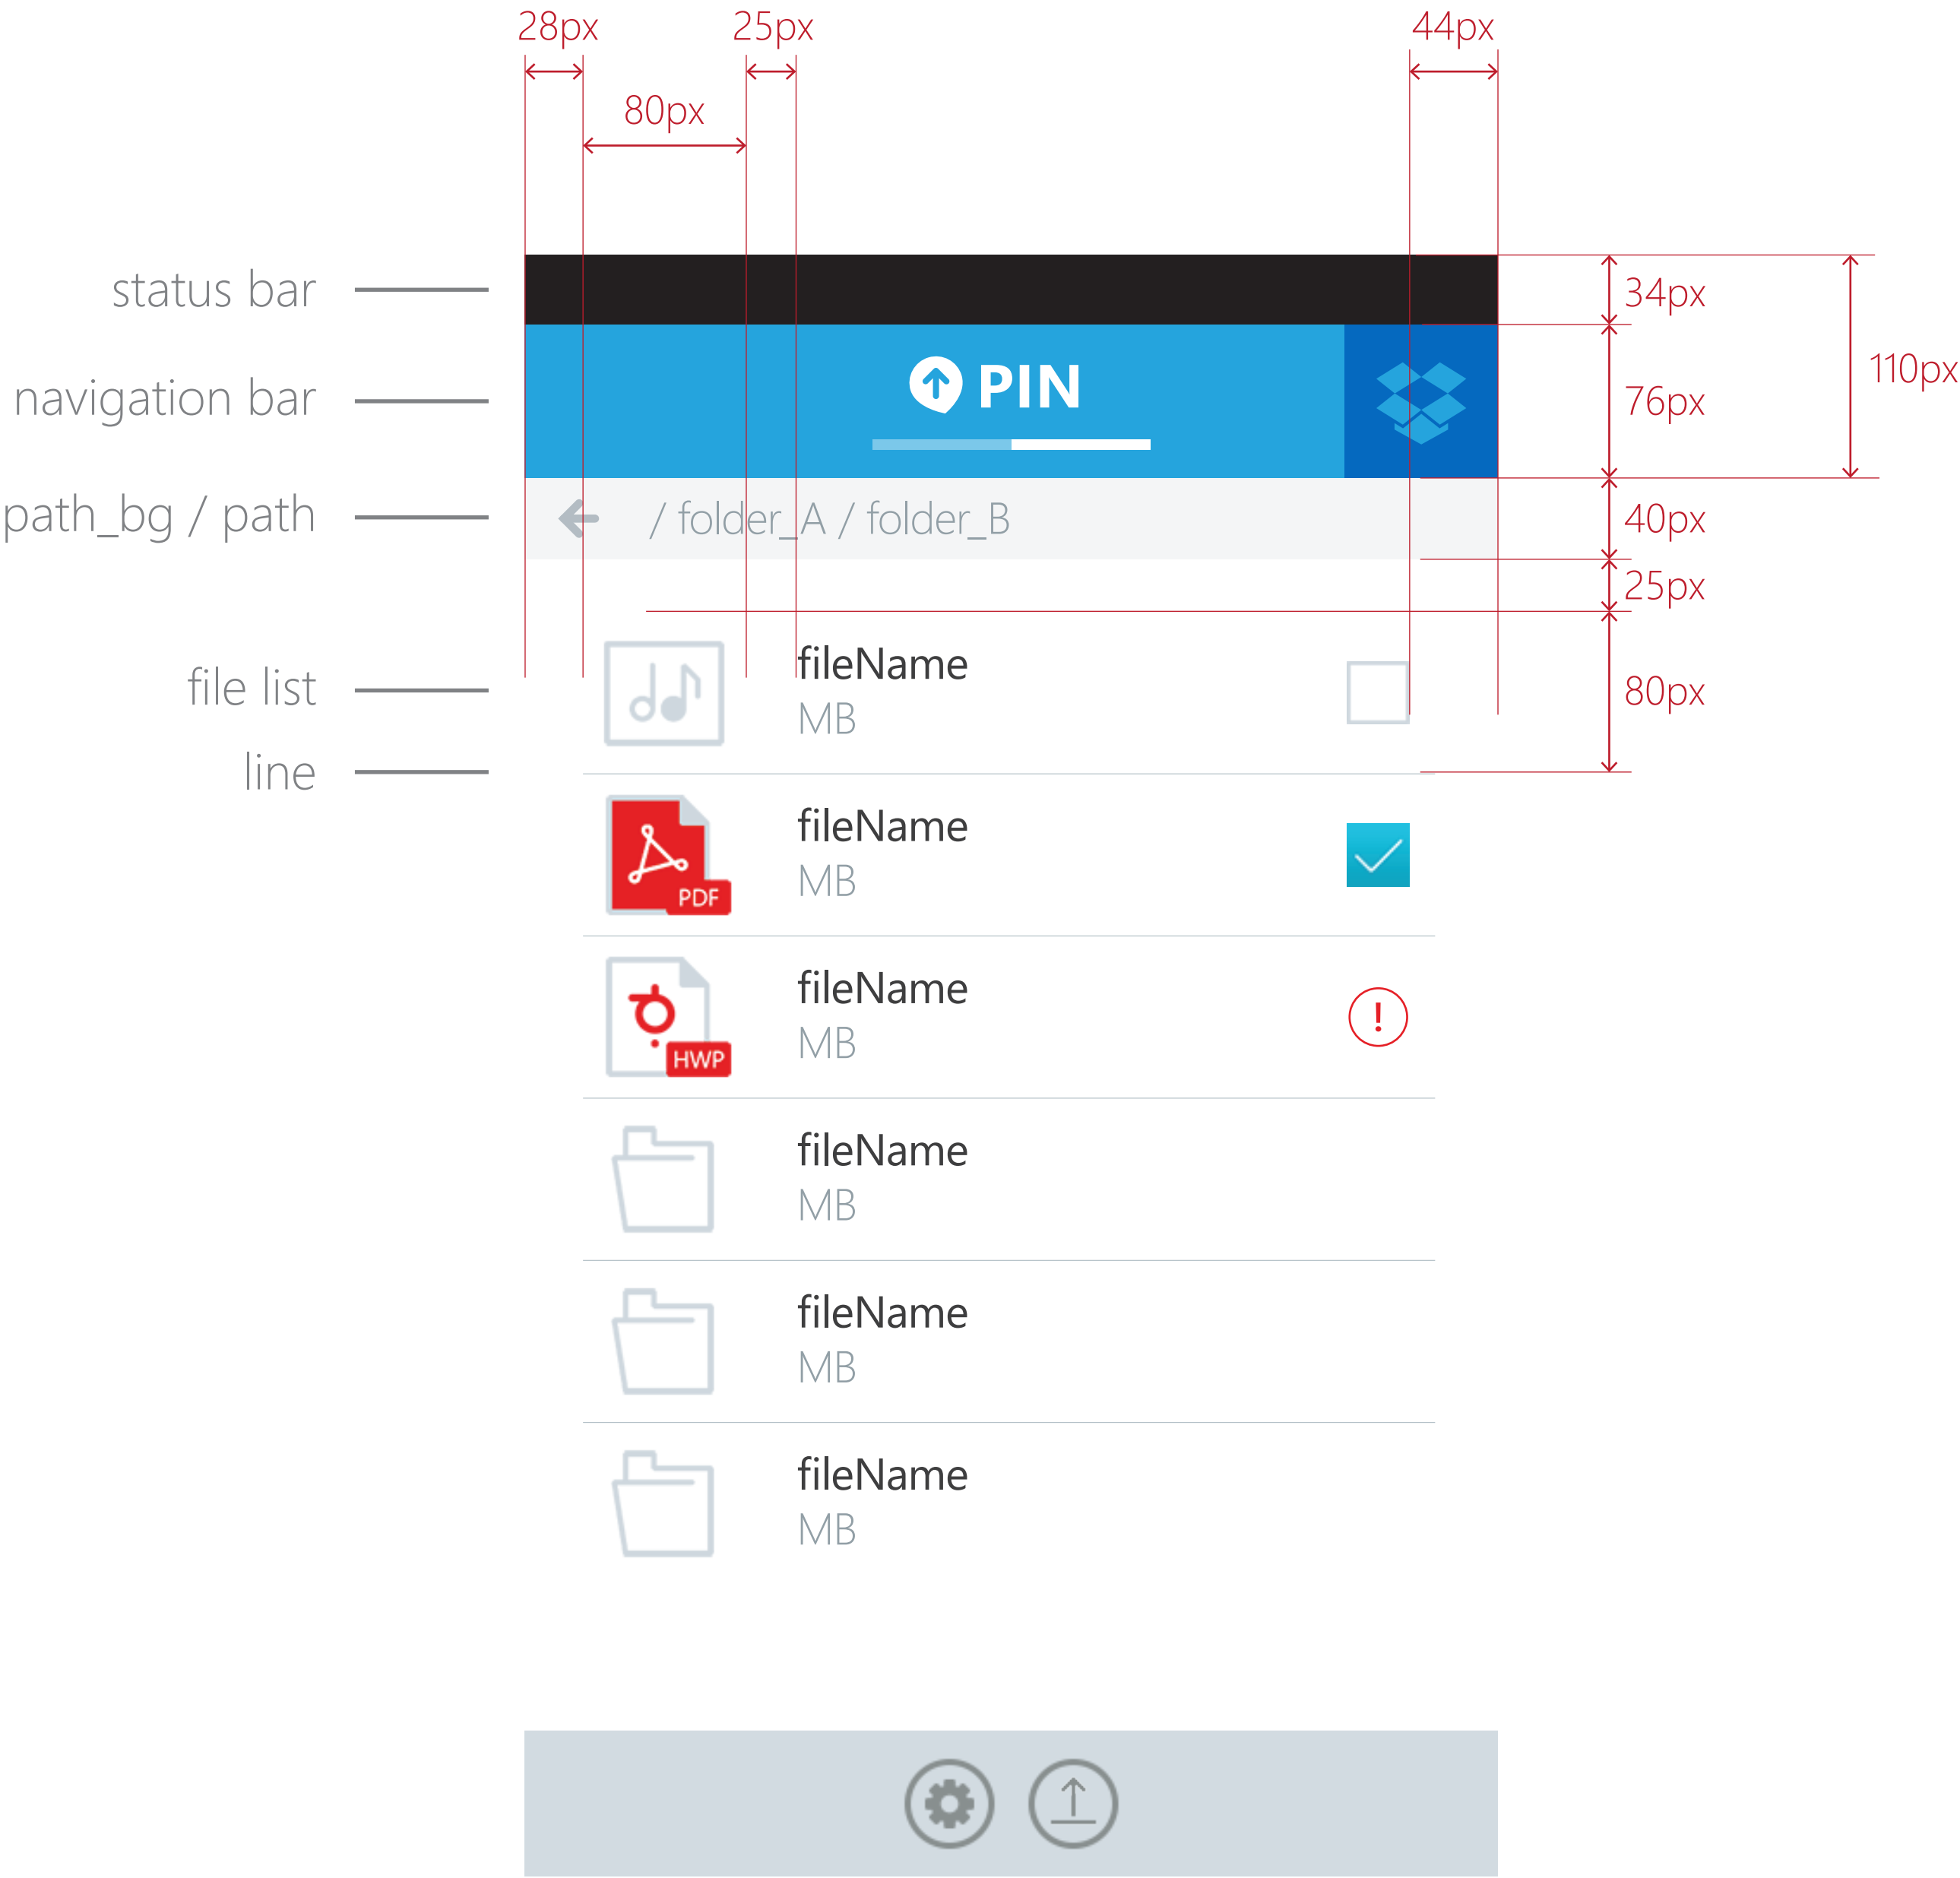 28px
25px
44px
80px
status bar
34px
110px
PIN
navigation bar
76px
path_bg / path
/ folder_A / folder_B
40px
25px
file list
fileName
MB
80px
line
fileName
MB
PDF
fileName
MB
HWP
fileName
MB
fileName
MB
fileName
MB